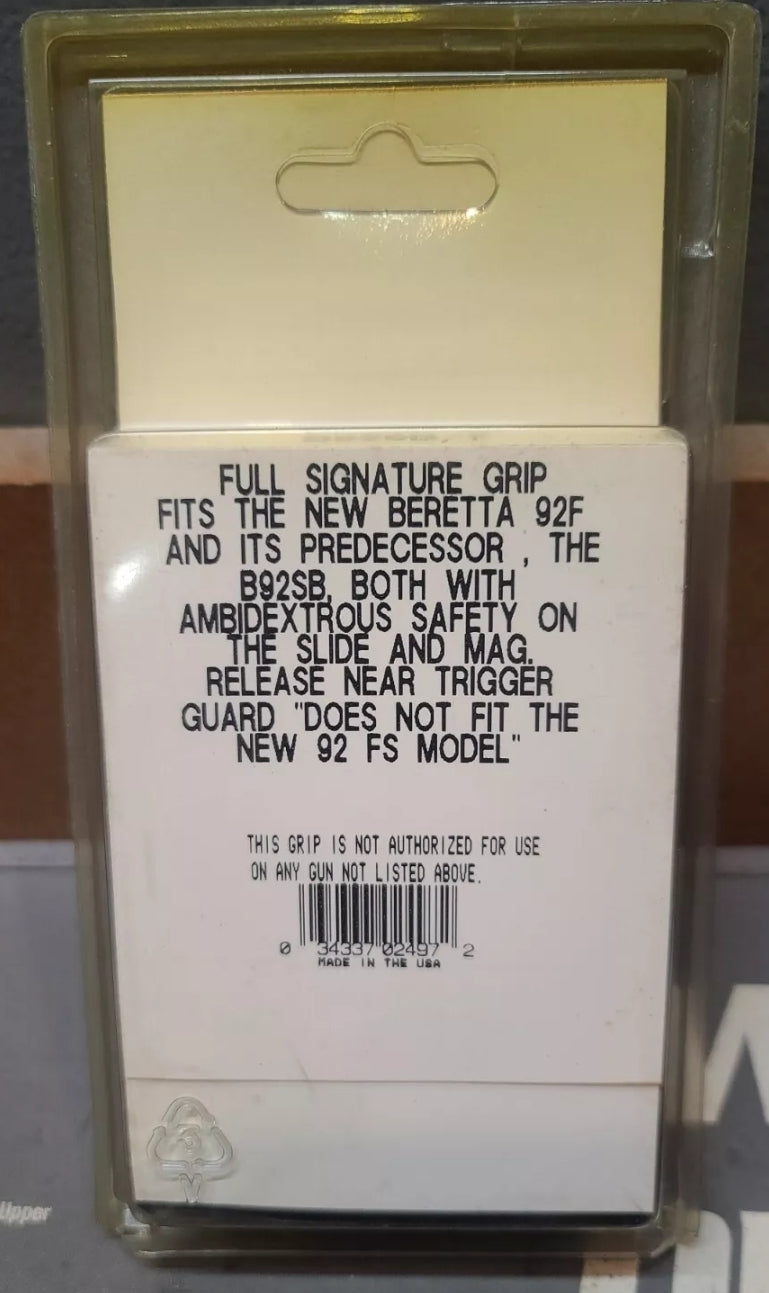 FULL SIGNATURE GRIP
FITS THE NEW BERETTA 92F
AND ITS PREDECESSOR , THE
B92SB, BOTH WITH
AMBIDEXTROUS SAFETY ON
THE SLIDE AND MAG.
RELEASE NEAR TRIGGER
GUARD "DOES NOT FIT THE
NEW 92 FS MODEL"
THIS GRIP IS NOT AUTHORIZED FOR USE
ON ANY GUN NOT LISTED ABOVE.
0 34337 02497 2
MADE IN THE USA
V
Upper